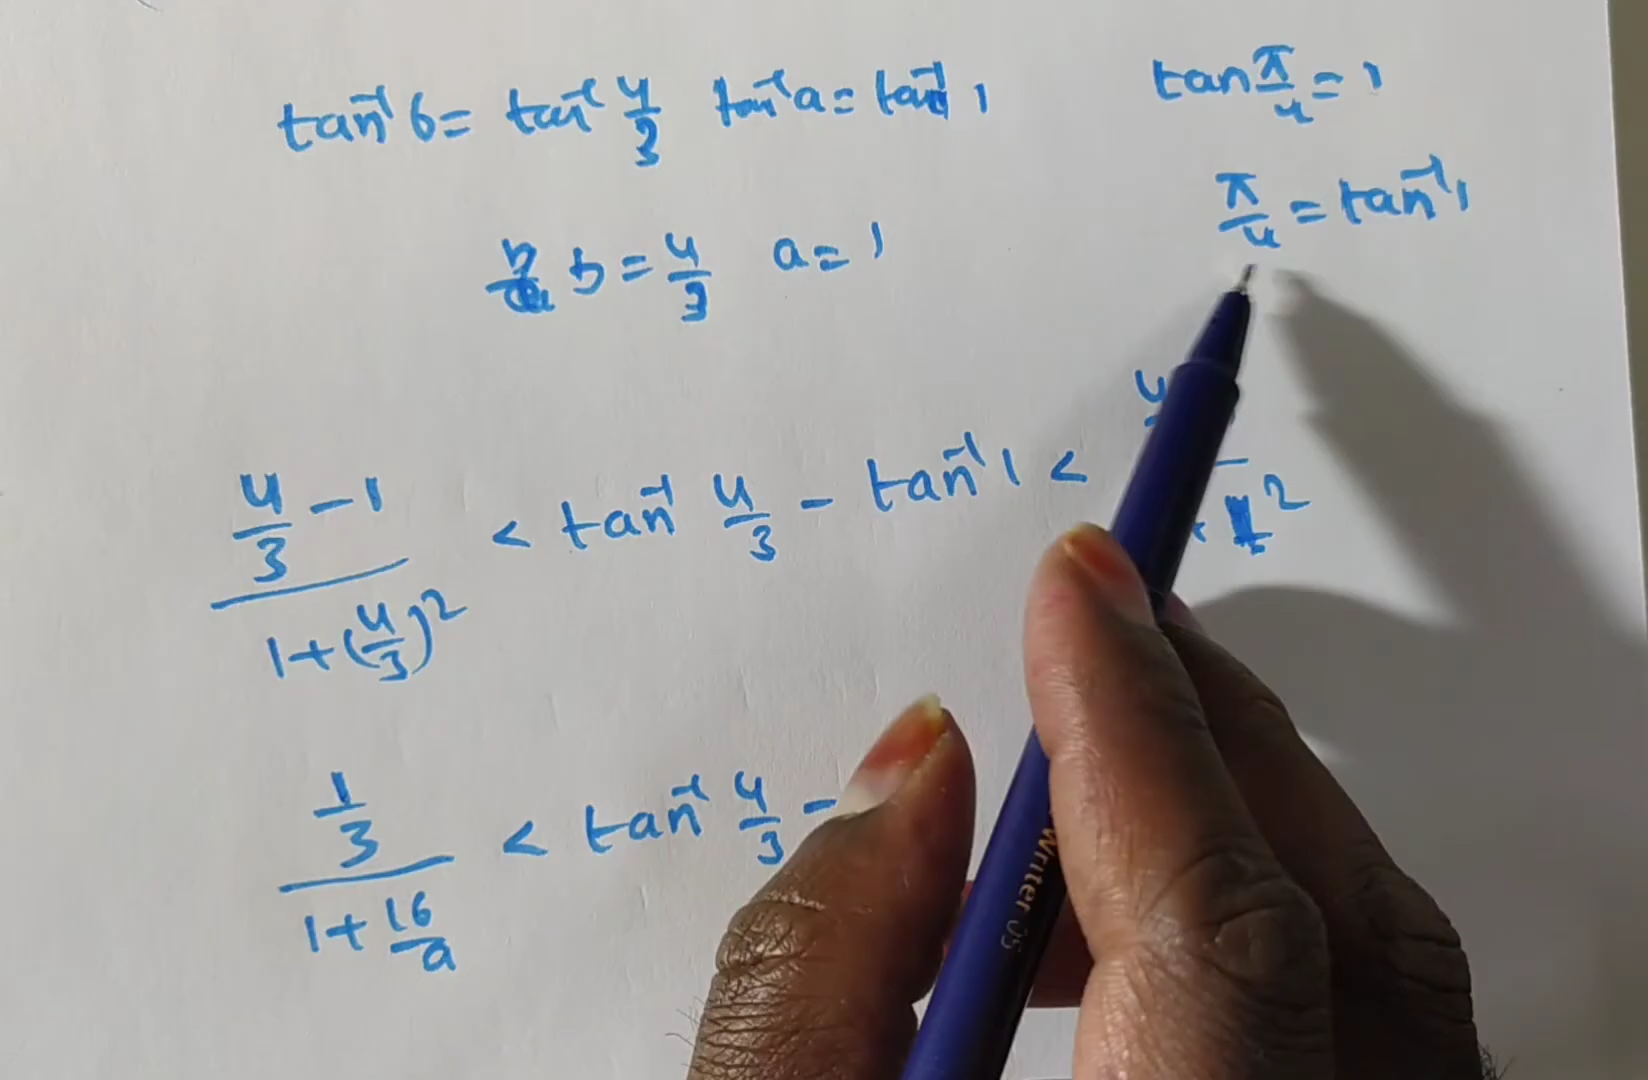 tan⁻¹ b = tan⁻¹ 4/3 tan⁻¹ a = tan⁻¹ 1
tan π/4 = 1
π/4 = tan⁻¹ 1
b = 4/3 a = 1
(4/3 - 1)/(1 + (4/3)²) < tan⁻¹ 4/3 - tan⁻¹ 1 <
(1/3)/(1 + 16/9) < tan⁻¹ 4/3 -
Writer 05